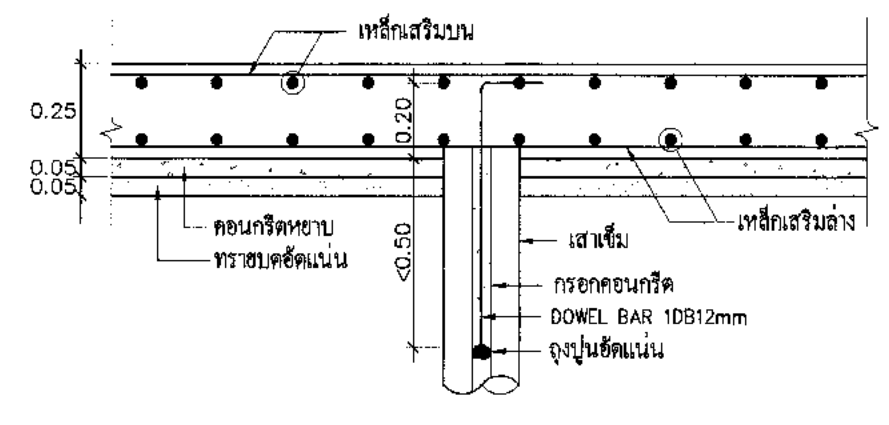 เหล็กเสริมบน
0.25
0.20
0.05
0.05
คอนกรีตหยาบ
ทรายบดอัดแน่น
<0.50
เหล็กเสริมล่าง
เสาเข็ม
กรอกคอนกรีต
DOWEL BAR 1DB12mm
ถุงปูนอัดแน่น